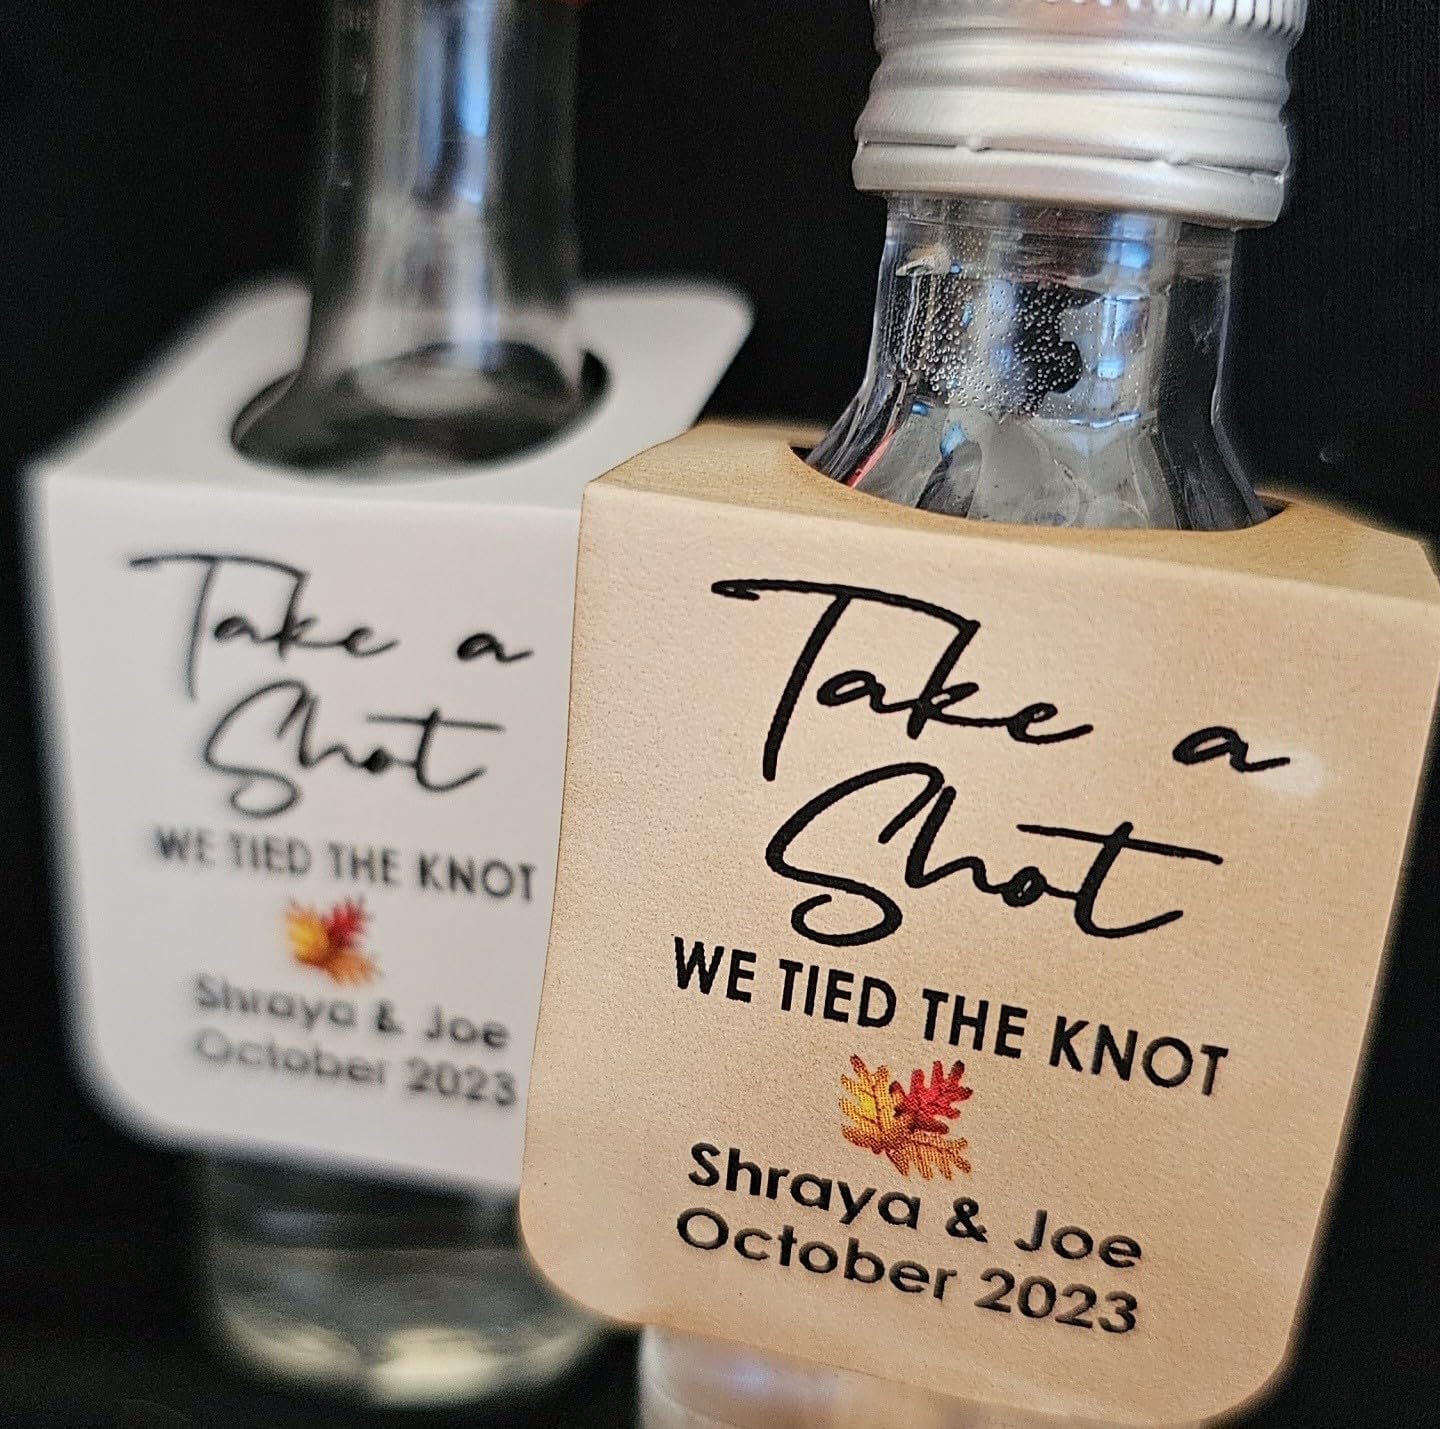 Take a
Shot
WE TIED THE KNOT
Shraya & Joe
October 2023
Take a
Shot
WE TIED THE KNOT
Shraya & Joe
October 2023